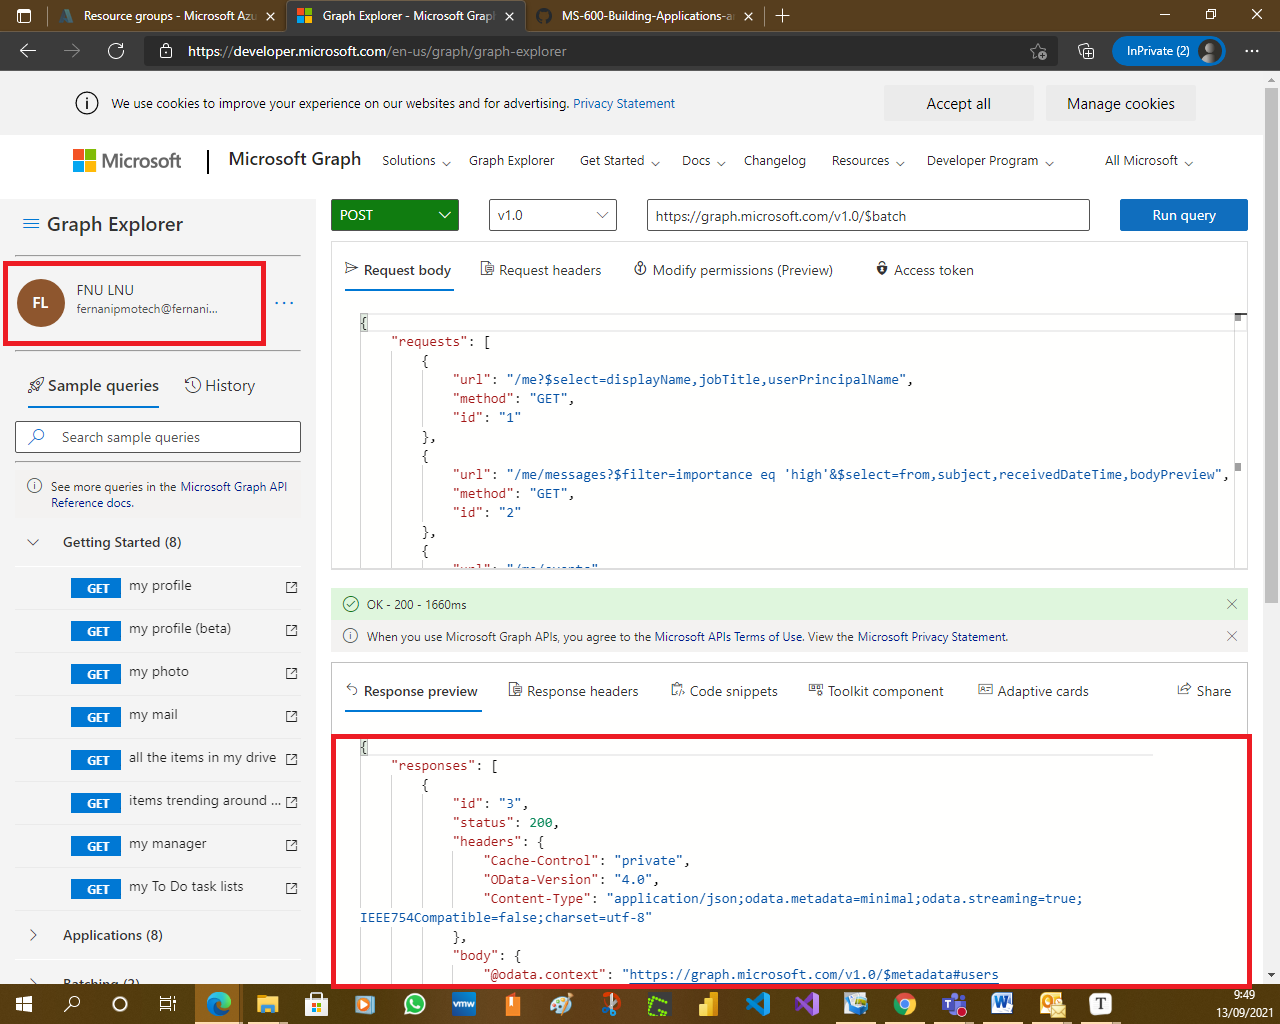 Resource groups - Microsoft Azu
Graph Explorer - Microsoft Graph
MS-600-Building-Applications-a
https://developer.microsoft.com/en-us/graph/graph-explorer
InPrivate (2)
We use cookies to improve your experience on our websites and for advertising. Privacy Statement
Accept all
Manage cookies
Microsoft
Microsoft Graph
Solutions
Graph Explorer
Get Started
Docs
Changelog
Resources
Developer Program
All Microsoft
Graph Explorer
POST
v1.0
https://graph.microsoft.com/v1.0/$batch
Run query
FL
FNU LNU
fernanipmotech@fernani...
...
Sample queries
History
Search sample queries
See more queries in the Microsoft Graph API
Reference docs.
Getting Started (8)
GET my profile
GET my profile (beta)
GET my photo
GET my mail
GET all the items in my drive
GET items trending around ...
GET my manager
GET my To Do task lists
Applications (8)
Batching (2)
Request body
Request headers
Modify permissions (Preview)
Access token
{
"requests": [
{
"url": "/me?$select=displayName,jobTitle,userPrincipalName",
"method": "GET",
"id": "1"
},
{
"url": "/me/messages?$filter=importance eq 'high'&$select=from,subject,receivedDateTime,bodyPreview",
"method": "GET",
"id": "2"
},
{
"url": "/me/events"
OK - 200 - 1660ms
When you use Microsoft Graph APIs, you agree to the Microsoft APIs Terms of Use. View the Microsoft Privacy Statement.
Response preview
Response headers
Code snippets
Toolkit component
Adaptive cards
Share
{
"responses": [
{
"id": "3",
"status": 200,
"headers": {
"Cache-Control": "private",
"OData-Version": "4.0",
"Content-Type": "application/json;odata.metadata=minimal;odata.streaming=true;
IEEE754Compatible=false;charset=utf-8"
},
"body": {
"@odata.context": "https://graph.microsoft.com/v1.0/$metadata#users
vmw
T
9:49
13/09/2021